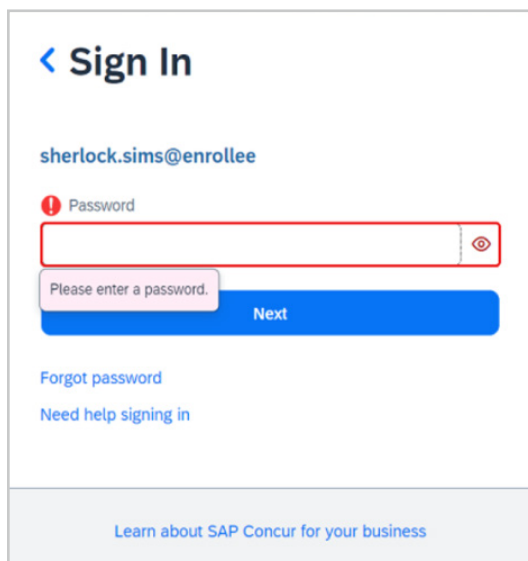 Sign In
sherlock.sims@enrollee
Password
Please enter a password.
Next
Forgot password
Need help signing in
Learn about SAP Concur for your business